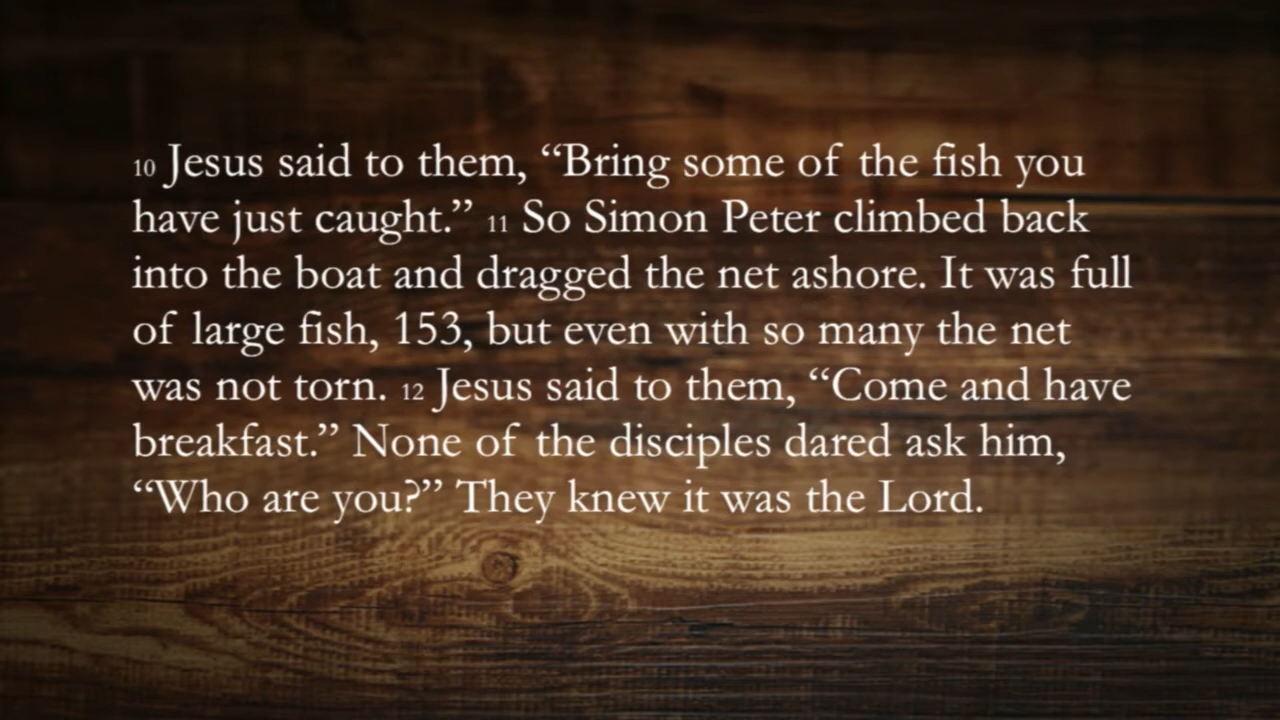 10 Jesus said to them, “Bring some of the fish you
have just caught.” 11 So Simon Peter climbed back
into the boat and dragged the net ashore. It was full
of large fish, 153, but even with so many the net
was not torn. 12 Jesus said to them, “Come and have
breakfast.” None of the disciples dared ask him,
“Who are you?” They knew it was the Lord.